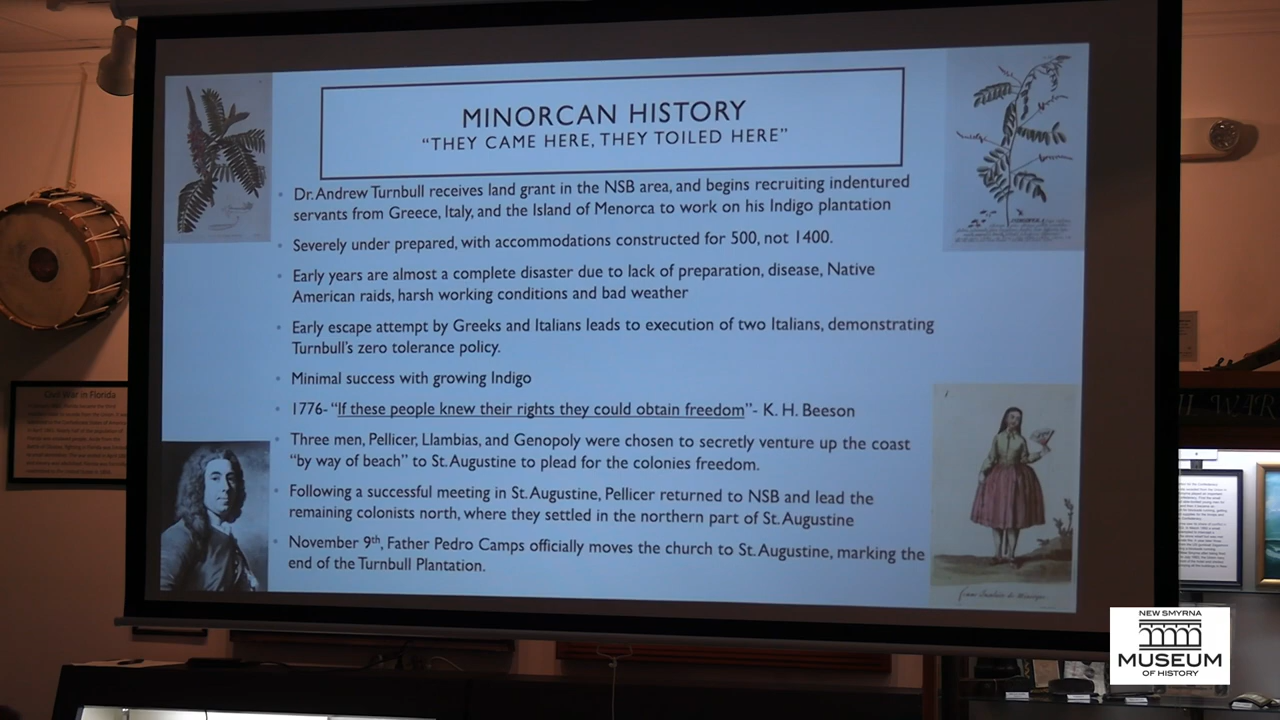 MINORCAN HISTORY
“THEY CAME HERE, THEY TOILED HERE”
• Dr. Andrew Turnbull receives land grant in the NSB area, and begins recruiting indentured
servants from Greece, Italy, and the Island of Menorca to work on his Indigo plantation
• Severely under prepared, with accommodations constructed for 500, not 1400.
• Early years are almost a complete disaster due to lack of preparation, disease, Native
American raids, harsh working conditions and bad weather
• Early escape attempt by Greeks and Italians leads to execution of two Italians, demonstrating
Turnbull's zero tolerance policy.
• Minimal success with growing Indigo
• 1776- “If these people knew their rights they could obtain freedom”- K. H. Beeson
• Three men, Pellicer, Llambias, and Genopoly were chosen to secretly venture up the coast
“by way of beach” to St. Augustine to plead for the colonies freedom.
• Following a successful meeting in St. Augustine, Pellicer returned to NSB and lead the
remaining colonists north, where they settled in the northern part of St. Augustine
• November 9th, Father Pedro Camps officially moves the church to St. Augustine, marking the
end of the Turnbull Plantation.
Civil War in Florida
NEW SMYRNA
MUSEUM
OF HISTORY